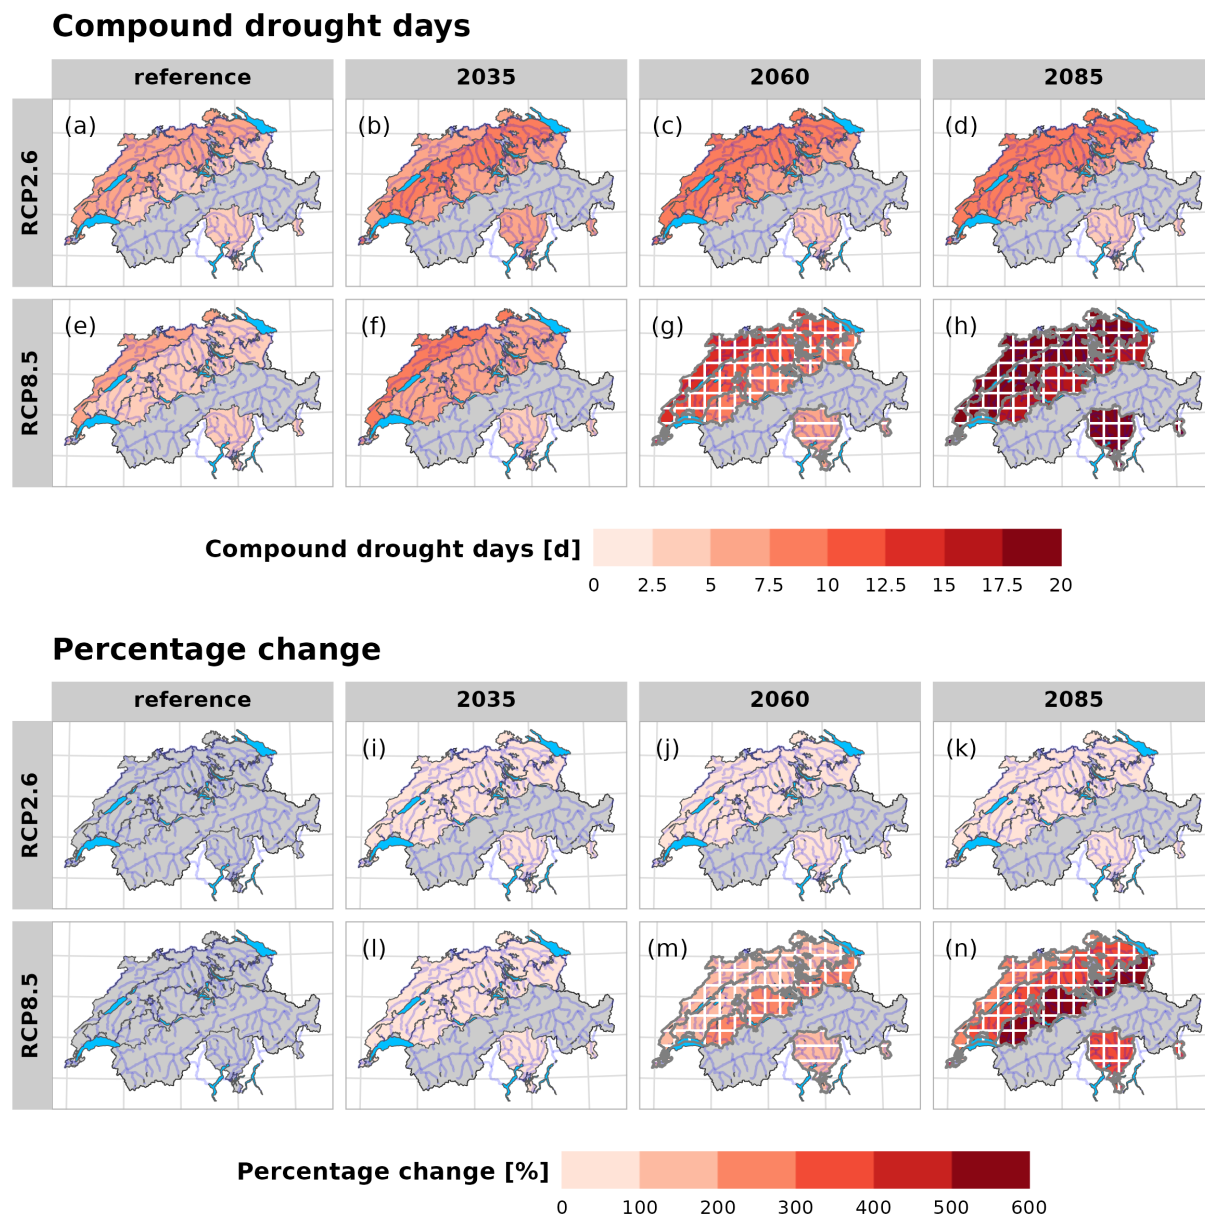 Compound drought days
reference 2035 2060 2085
RCP2.6
(a) (b) (c) (d)
RCP8.5
(e) (f) (g) (h)
Compound drought days [d]
0 2.5 5 7.5 10 12.5 15 17.5 20
Percentage change
reference 2035 2060 2085
RCP2.6
(i) (j) (k)
RCP8.5
(l) (m) (n)
Percentage change [%]
0 100 200 300 400 500 600